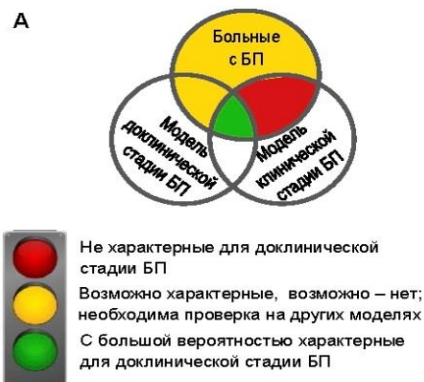 А
Больные
с БП
Модель
доклинической
стадии БП
Модель
клинической
стадии БП
Не характерные для доклинической
стадии БП
Возможно характерные, возможно – нет;
необходима проверка на других моделях
С большой вероятностью характерные
для доклинической стадии БП